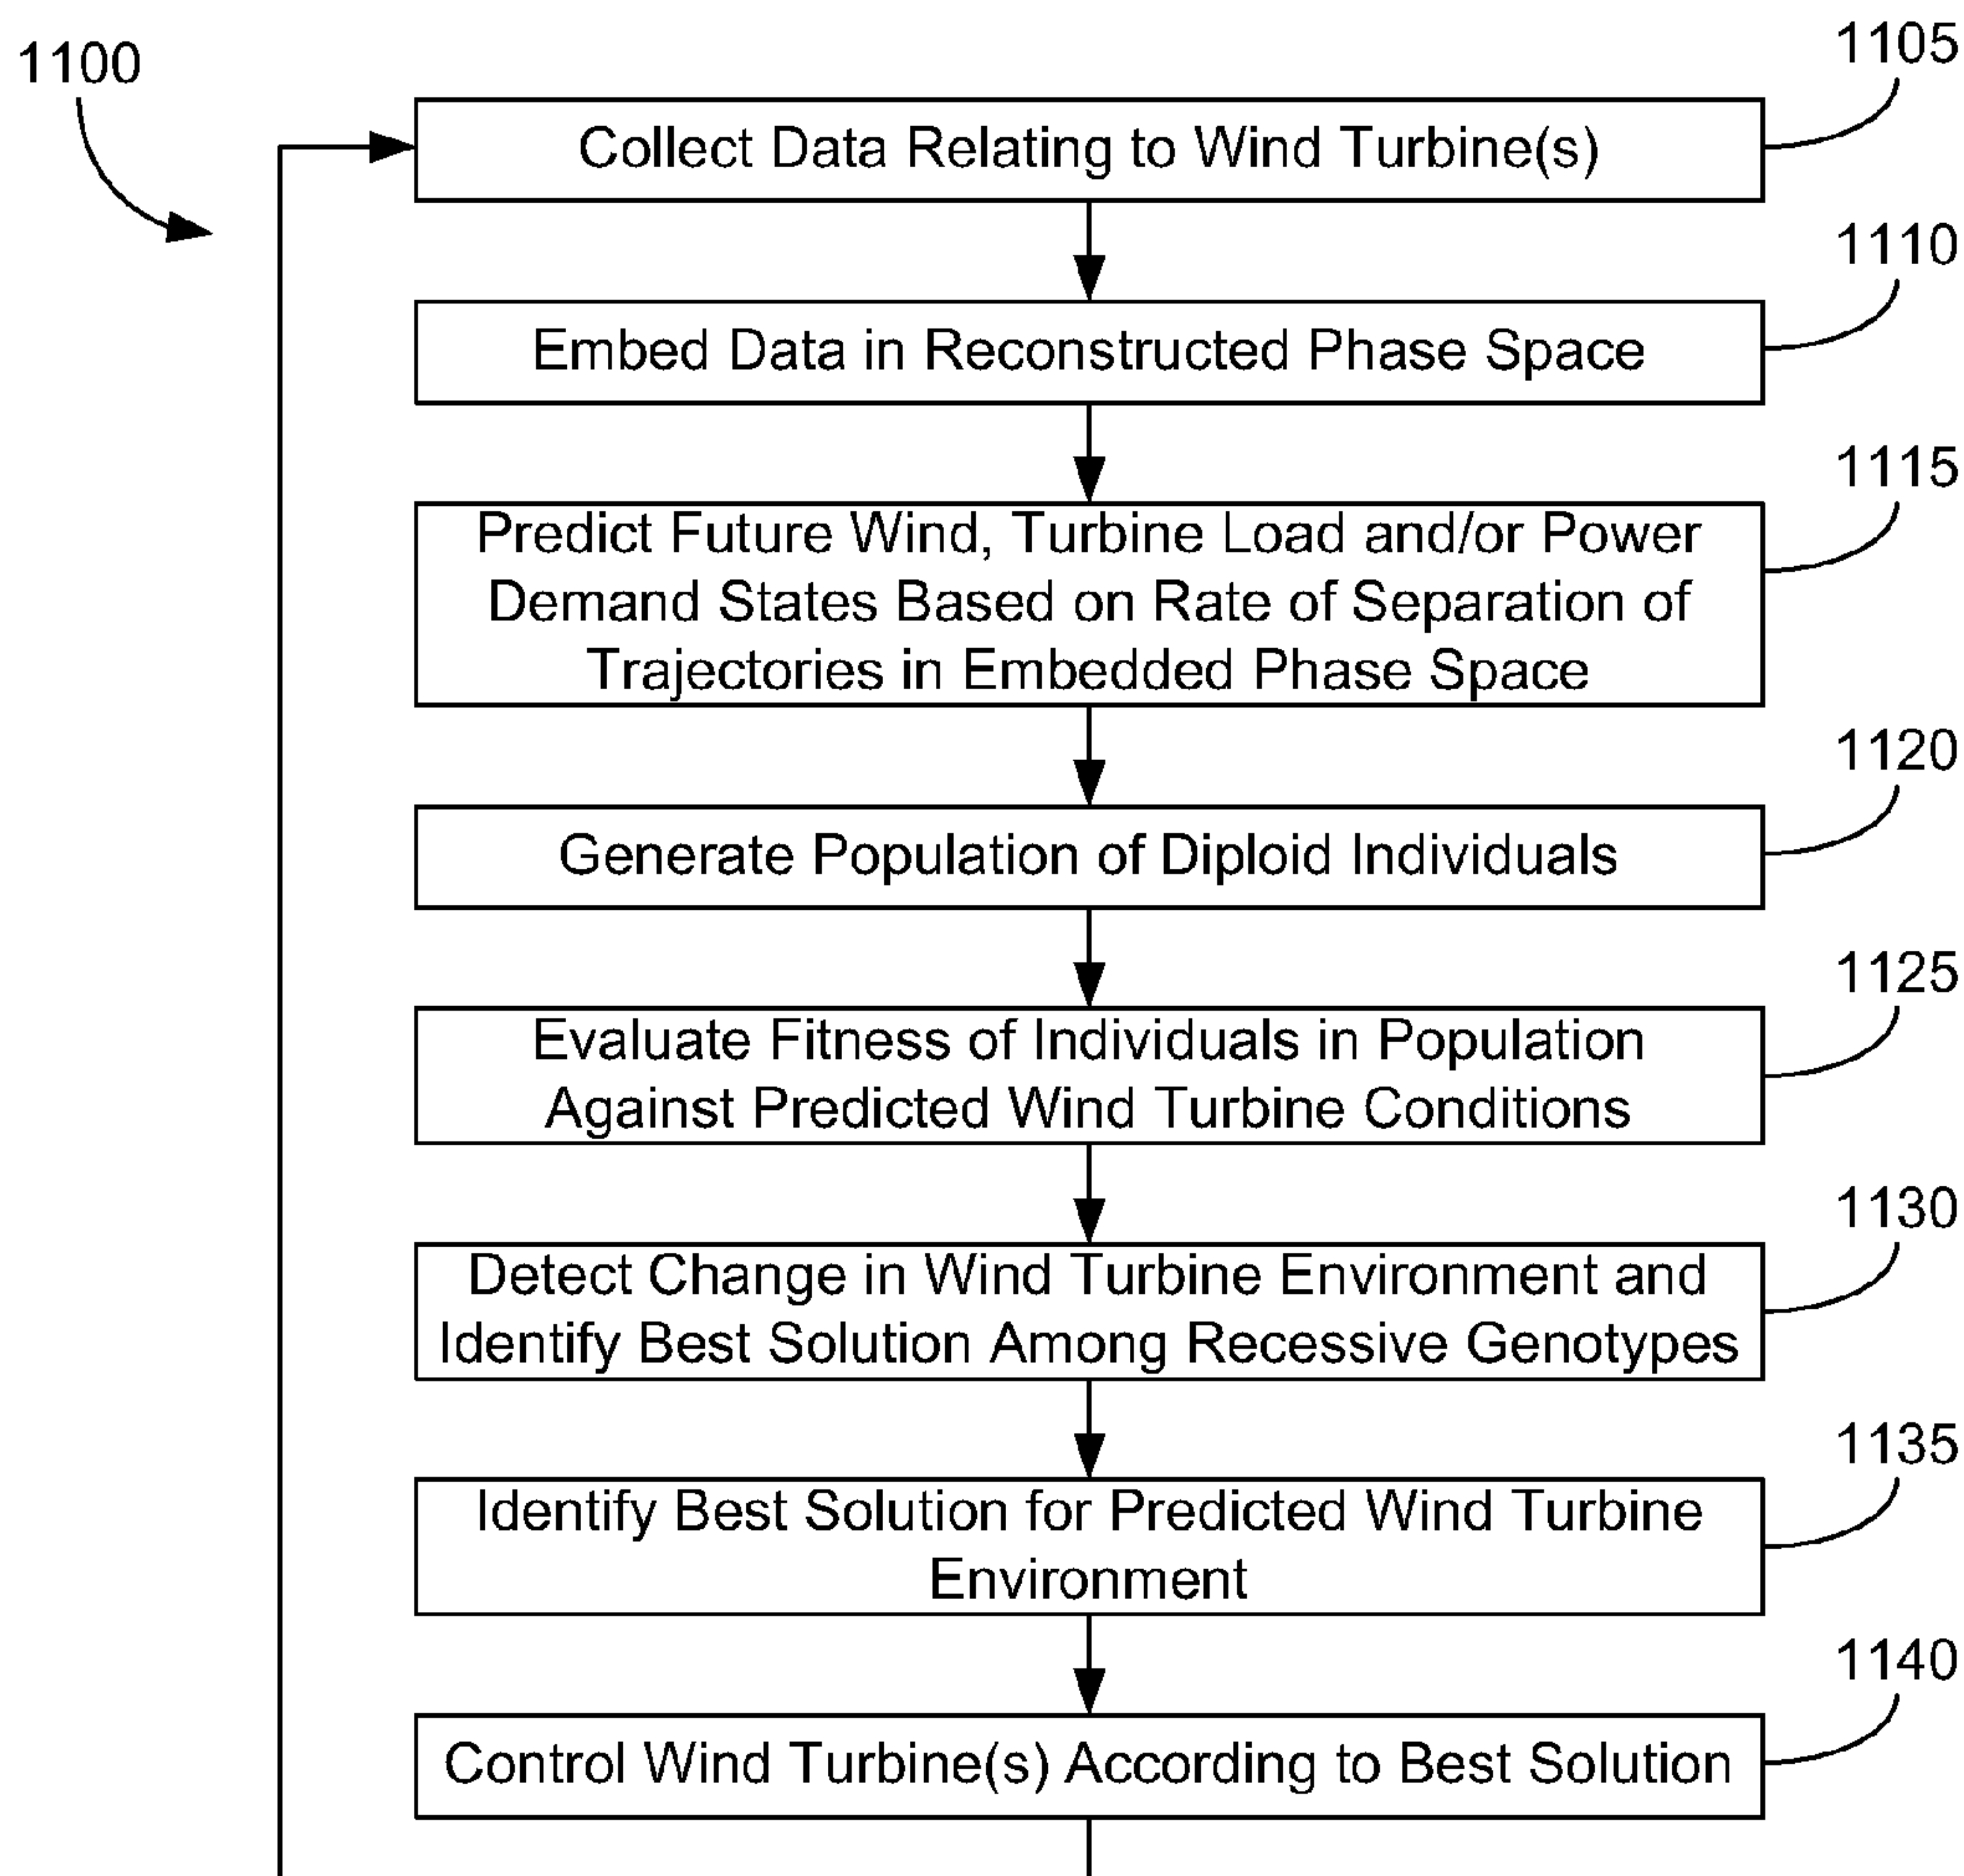 1100
1105
Collect Data Relating to Wind Turbine(s)
1110
Embed Data in Reconstructed Phase Space
1115
Predict Future Wind, Turbine Load and/or Power
Demand States Based on Rate of Separation of
Trajectories in Embedded Phase Space
1120
Generate Population of Diploid Individuals
1125
Evaluate Fitness of Individuals in Population
Against Predicted Wind Turbine Conditions
1130
Detect Change in Wind Turbine Environment and
Identify Best Solution Among Recessive Genotypes
1135
Identify Best Solution for Predicted Wind Turbine
Environment
1140
Control Wind Turbine(s) According to Best Solution